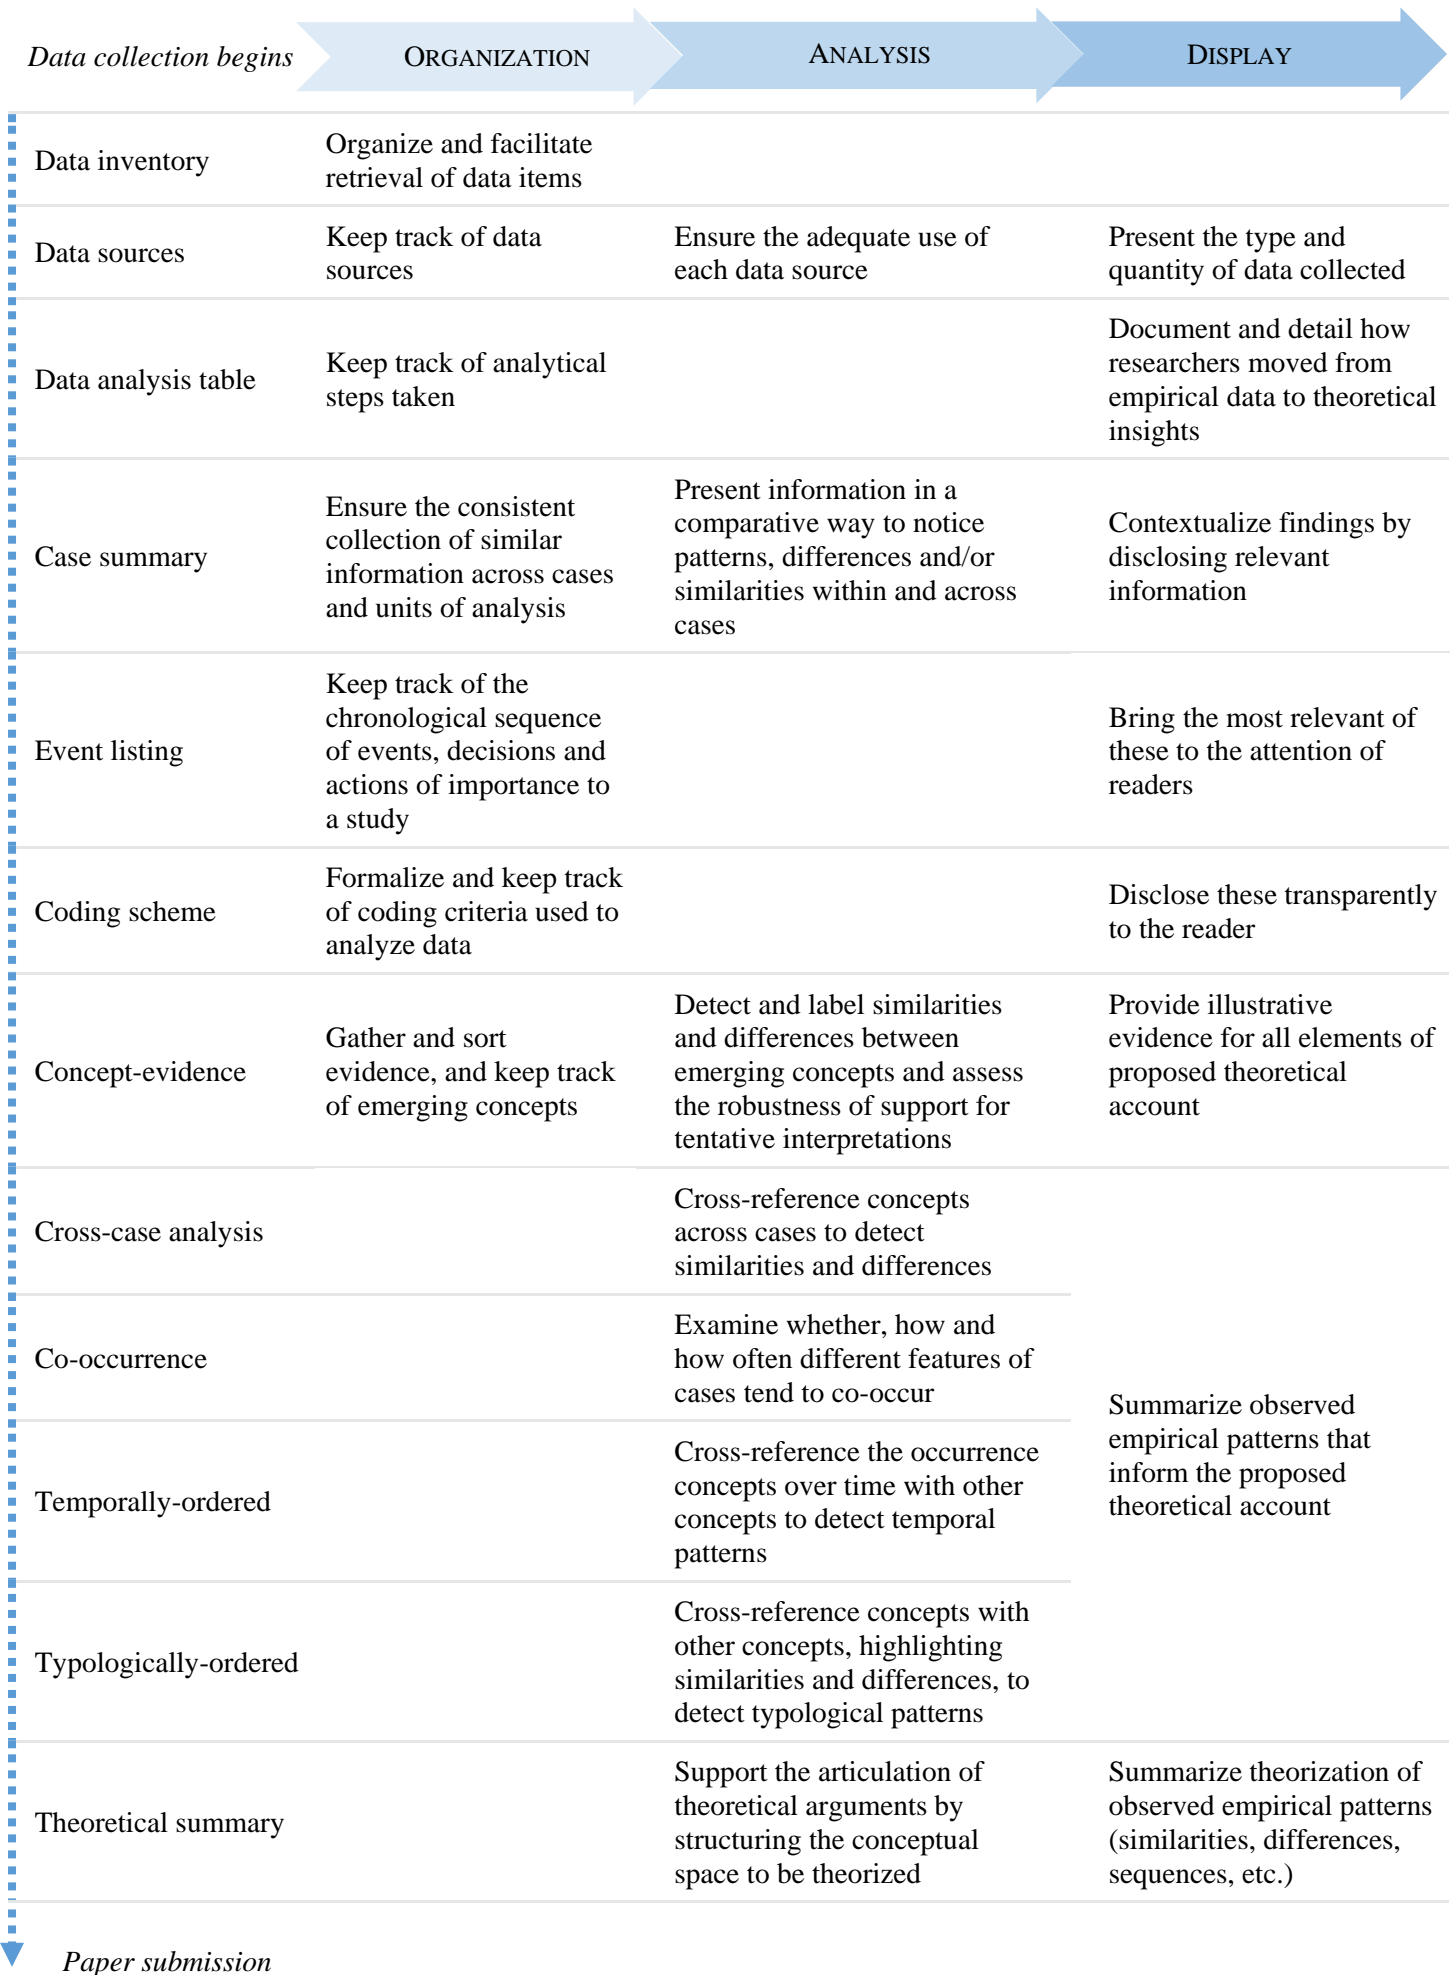 Data collection begins
ORGANIZATION
ANALYSIS
DISPLAY
Data inventory
Organize and facilitate
retrieval of data items
Data sources
Keep track of data
sources
Ensure the adequate use of
each data source
Present the type and
quantity of data collected
Data analysis table
Keep track of analytical
steps taken
Document and detail how
researchers moved from
empirical data to theoretical
insights
Case summary
Ensure the consistent
collection of similar
information across cases
and units of analysis
Present information in a
comparative way to notice
patterns, differences and/or
similarities within and across
cases
Contextualize findings by
disclosing relevant
information
Event listing
Keep track of the
chronological sequence
of events, decisions and
actions of importance to
a study
Bring the most relevant of
these to the attention of
readers
Coding scheme
Formalize and keep track
of coding criteria used to
analyze data
Disclose these transparently
to the reader
Concept-evidence
Gather and sort
evidence, and keep track
of emerging concepts
Detect and label similarities
and differences between
emerging concepts and assess
the robustness of support for
tentative interpretations
Provide illustrative
evidence for all elements of
proposed theoretical
account
Cross-case analysis
Cross-reference concepts
across cases to detect
similarities and differences
Co-occurrence
Examine whether, how and
how often different features of
cases tend to co-occur
Temporally-ordered
Cross-reference the occurrence
concepts over time with other
concepts to detect temporal
patterns
Typologically-ordered
Cross-reference concepts with
other concepts, highlighting
similarities and differences, to
detect typological patterns
Summarize observed
empirical patterns that
inform the proposed
theoretical account
Theoretical summary
Support the articulation of
theoretical arguments by
structuring the conceptual
space to be theorized
Summarize theorization of
observed empirical patterns
(similarities, differences,
sequences, etc.)
Paper submission